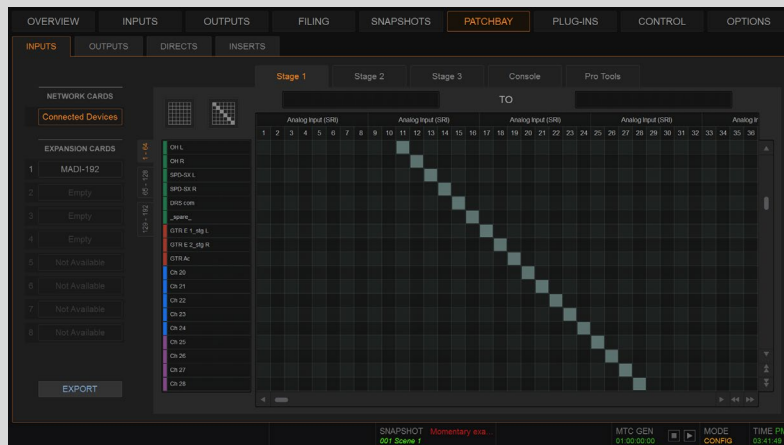 OVERVIEW INPUTS OUTPUTS FILING SNAPSHOTS PATCHBAY PLUG-INS CONTROL OPTIONS
INPUTS OUTPUTS DIRECTS INSERTS
Stage 1 Stage 2 Stage 3 Console Pro Tools
NETWORK CARDS
Connected Devices
TO
EXPANSION CARDS
1 MADI-192
2 Empty
3 Empty
4 Empty
5 Not Available
6 Not Available
7 Not Available
8 Not Available
EXPORT
1 - 64
65 - 128
129 - 192
Analog Input (SRI) Analog Input (SRI) Analog Input (SRI) Analog Input (SRI) Analog Ir
1 2 3 4 5 6 7 8 9 10 11 12 13 14 15 16 17 18 19 20 21 22 23 24 25 26 27 28 29 30 31 32 33 34 35 36
OH L
OH R
SPD-SX L
SPD-SX R
DRS com
_spare_
GTR E 1_stg L
GTR E 2_stg R
GTR Ac
Ch 20
Ch 21
Ch 22
Ch 23
Ch 24
Ch 25
Ch 26
Ch 27
Ch 28
SNAPSHOT Momentary exa...
001 Scene 1
MTC GEN
01:00:00:00
MODE
CONFIG
TIME PM
03:41:49